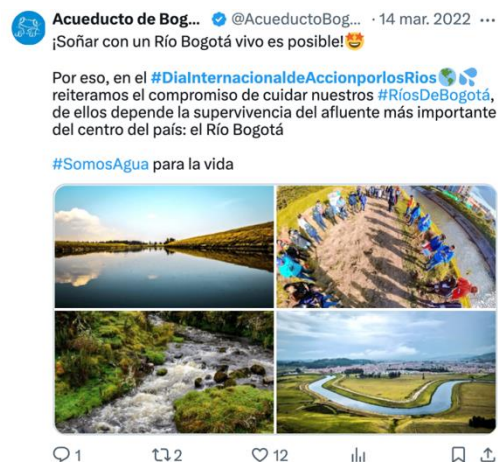 Acueducto de Bog... @AcueductoBog... · 14 mar. 2022 ...
¡Soñar con un Río Bogotá vivo es posible!🤩
Por eso, en el #DiaInternacionaldeAccionporlosRios🌎💦
reiteramos el compromiso de cuidar nuestros #RíosDeBogotá,
de ellos depende la supervivencia del afluente más importante
del centro del país: el Río Bogotá
#SomosAgua para la vida
1 2 12